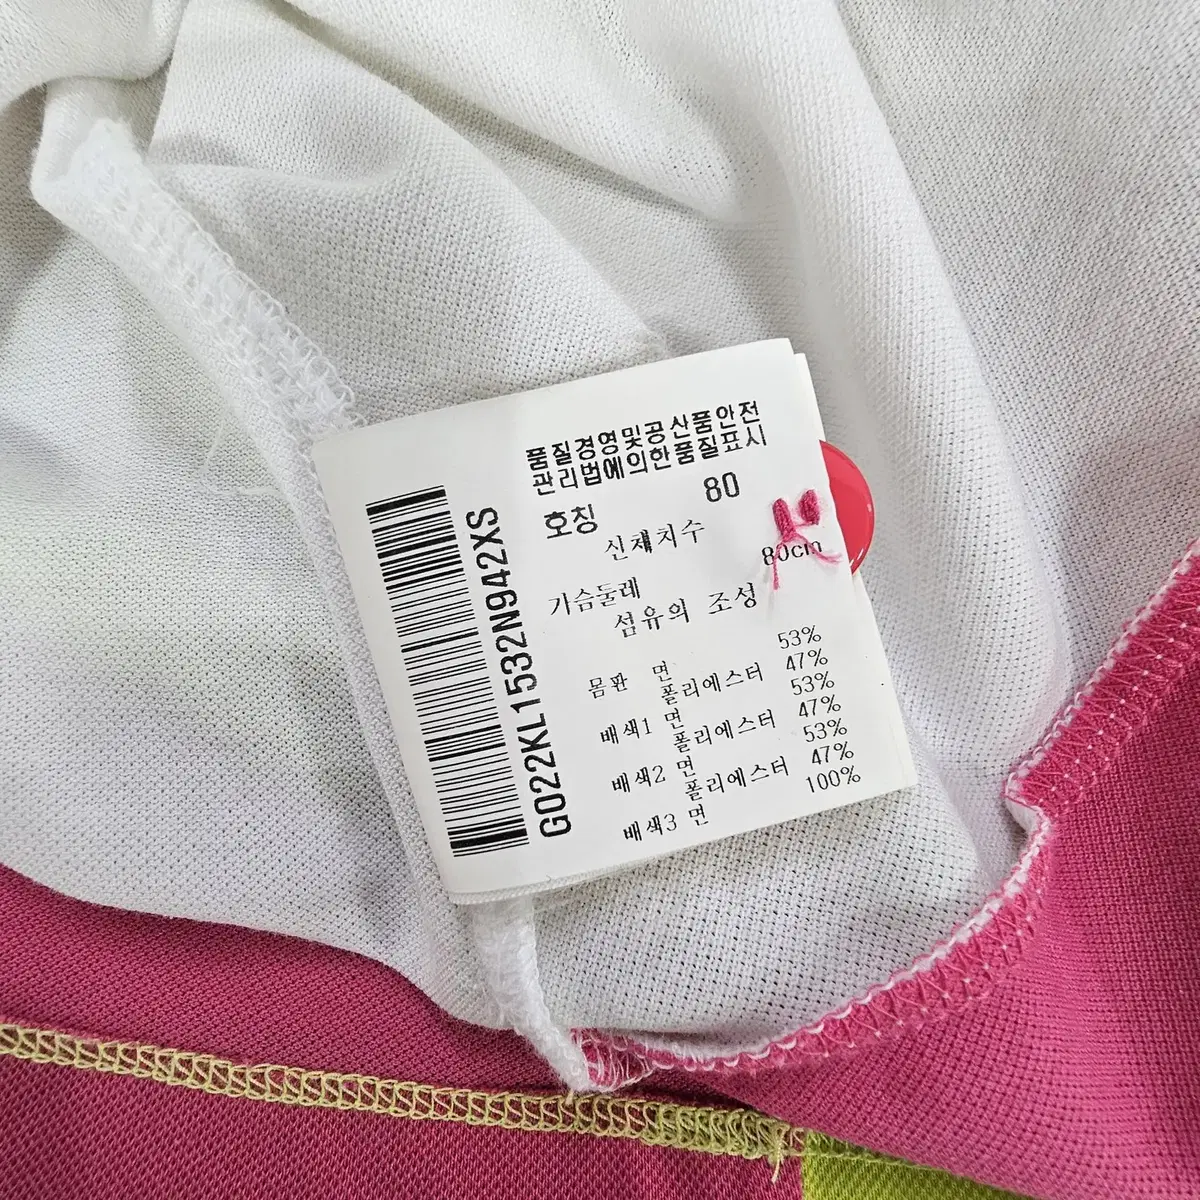 품질경영및공산품안전
관리법에의한품질표시
호칭 80
신체치수
가슴둘레 80cm
섬유의 조성
몸판 면 53%
폴리에스터 47%
배색1 면 53%
폴리에스터 47%
배색2 면 53%
폴리에스터 47%
배색3 면 100%
G022KL1532N942XS